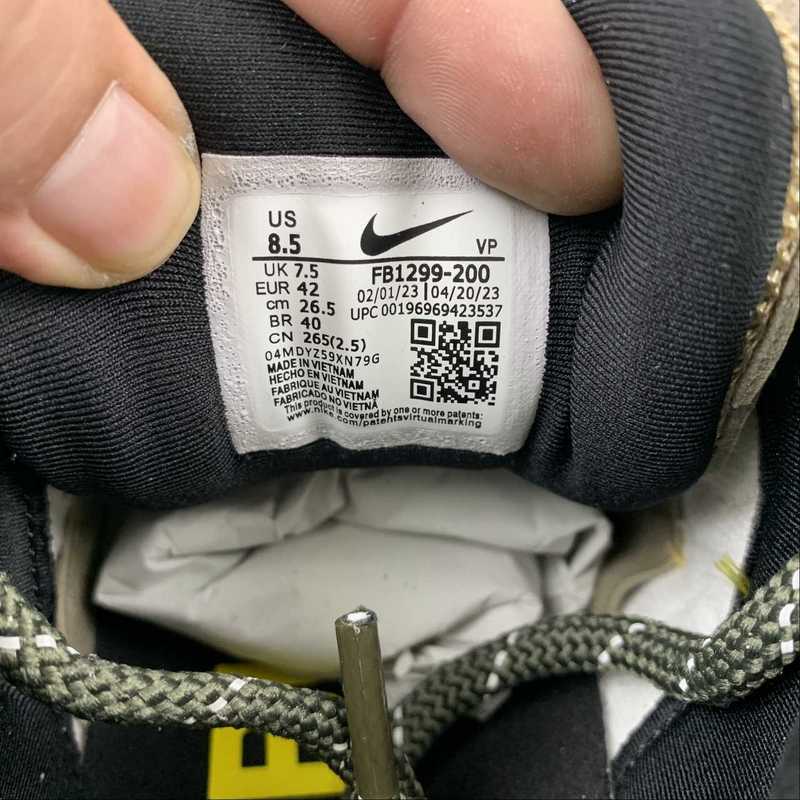 US
8.5
VP
UK 7.5
EUR 42
cm 26.5
BR 40
CN 265(2.5)
FB1299-200
02/01/23 | 04/20/23
UPC 00196969423537
04MDYZ59XN79G
MADE IN VIETNAM
HECHO EN VIETNAM
FABRIQUE AU VIETNAM
FABRICADO NO VIETNÃ
This product is covered by one or more patents:
www.nike.com/patentsvirtualmarking